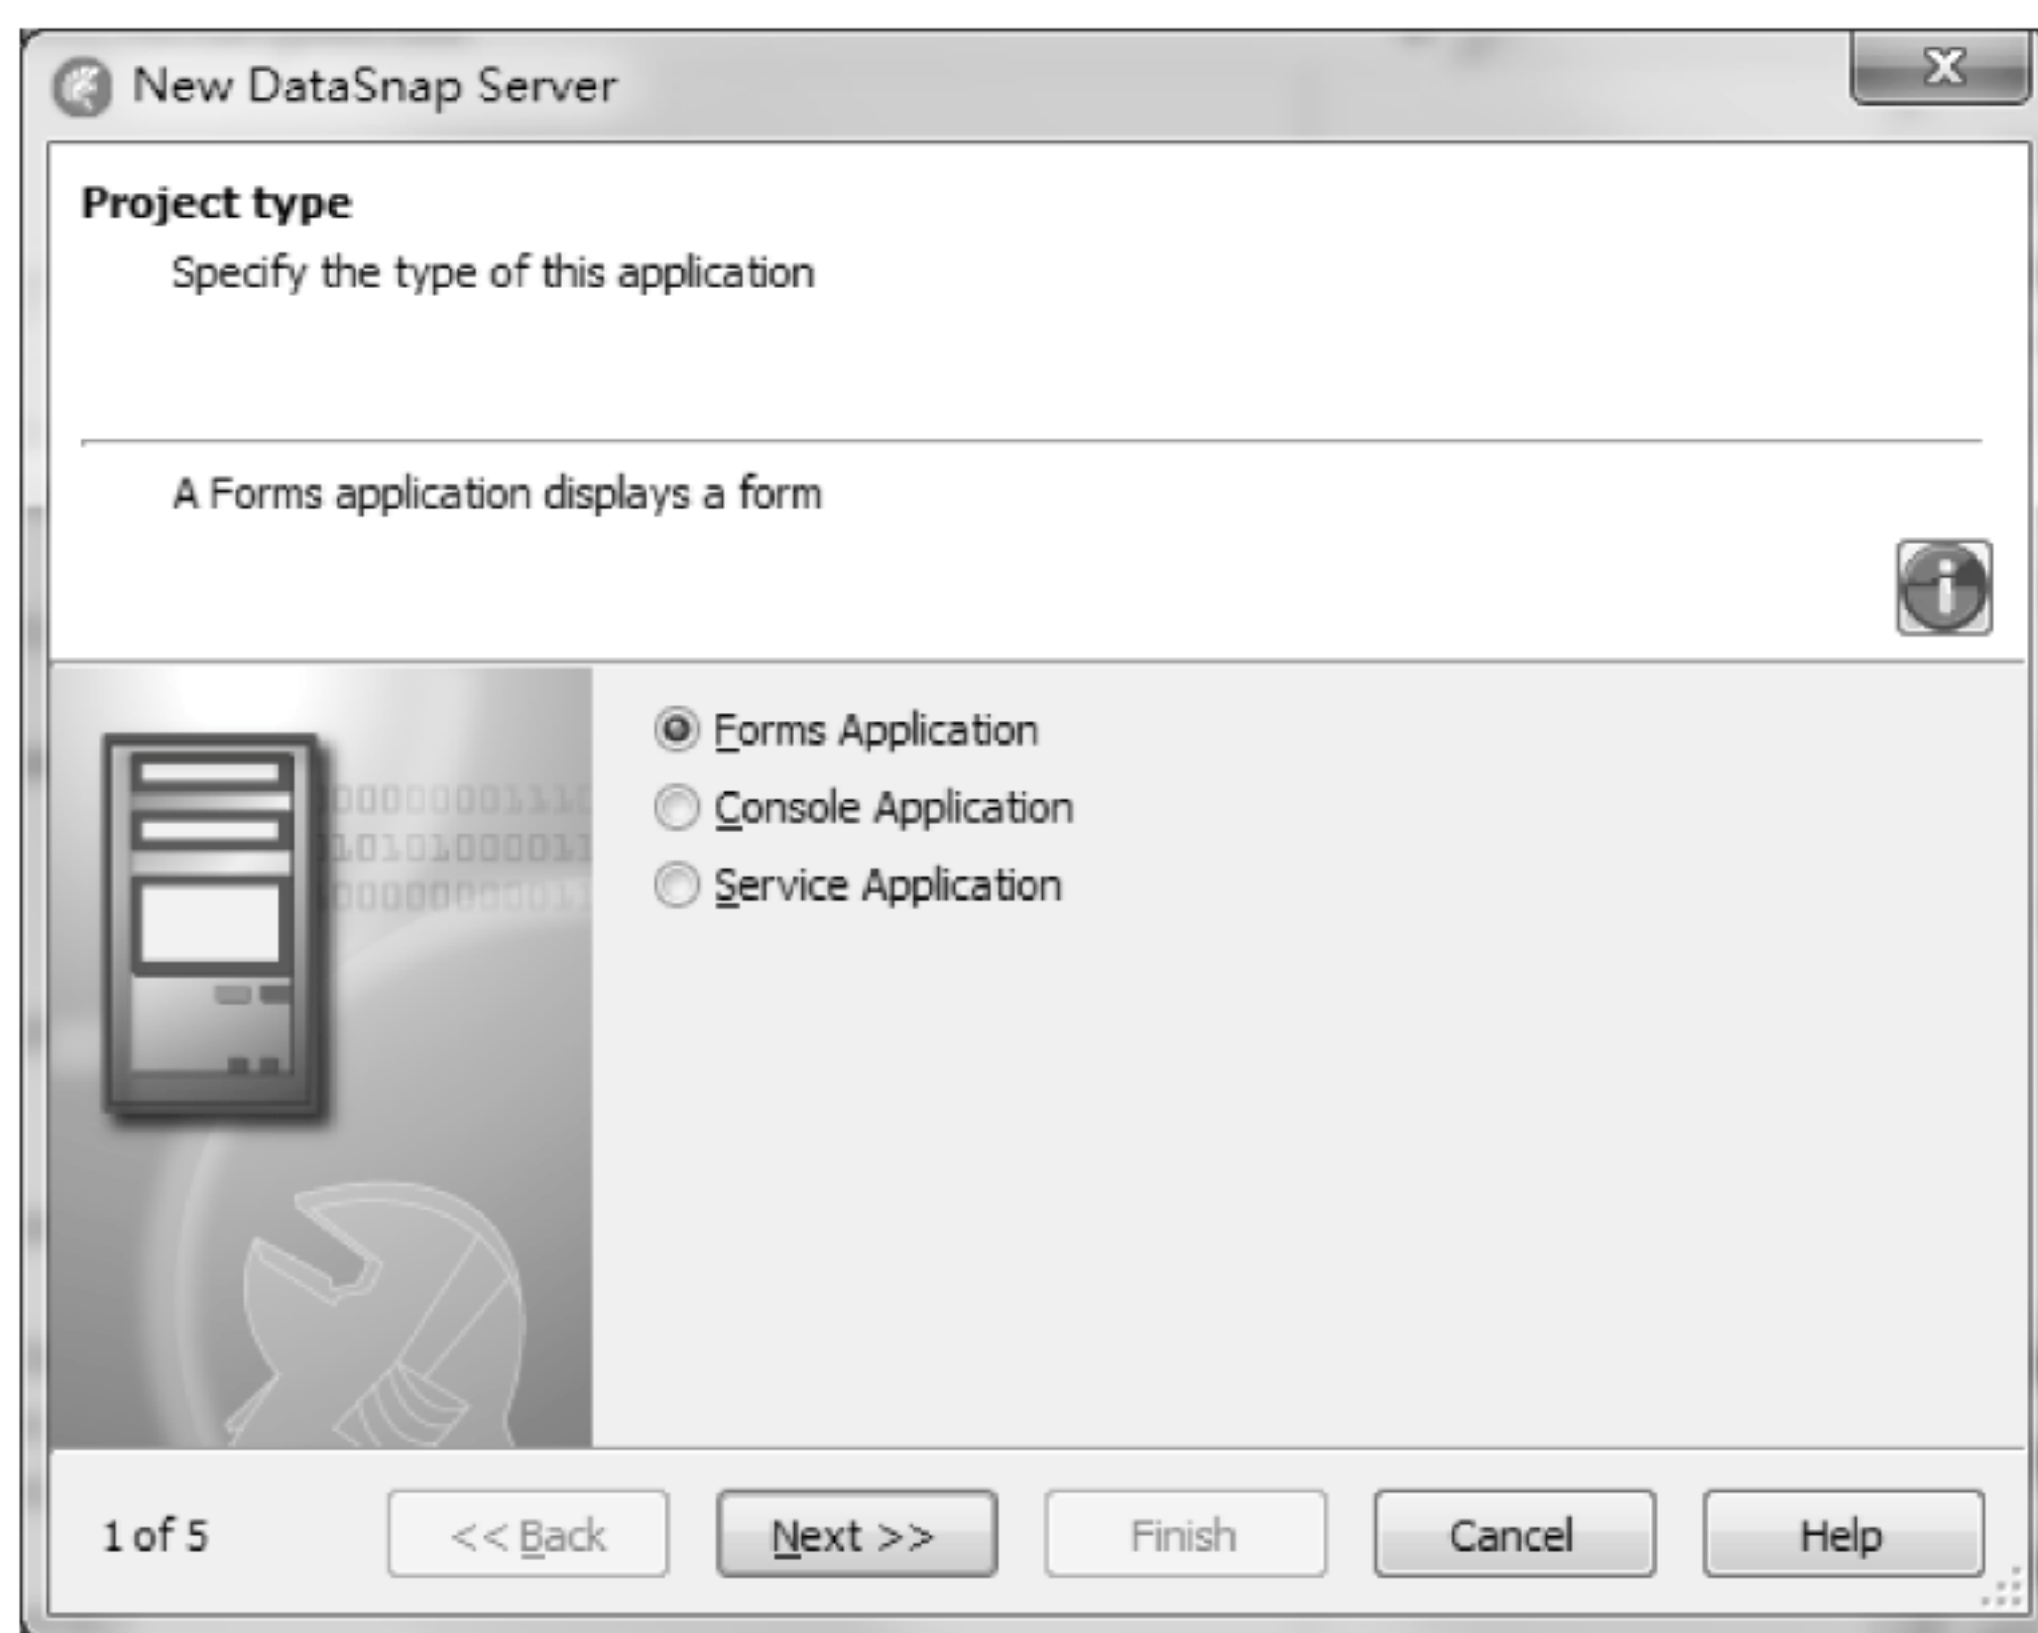 New DataSnap Server
Project type
Specify the type of this application
A Forms application displays a form
Forms Application
Console Application
Service Application
1 of 5
<< Back
Next >>
Finish
Cancel
Help